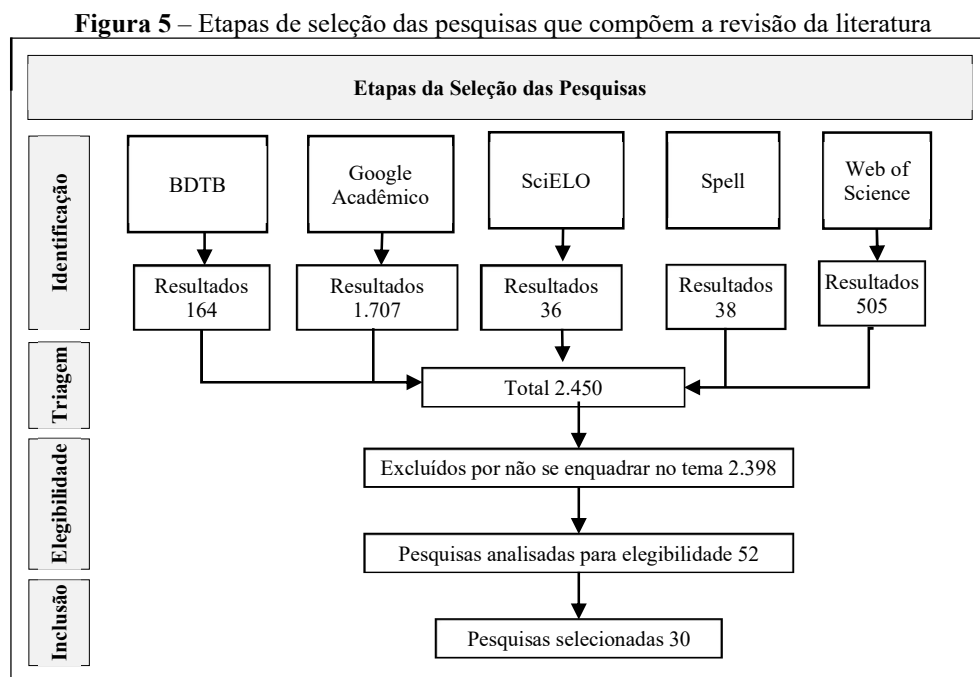 Figura 5 – Etapas de seleção das pesquisas que compõem a revisão da literatura
Etapas da Seleção das Pesquisas
Identificação
BDTB
Google
Acadêmico
SciELO
Spell
Web of
Science
Resultados
164
Resultados
1.707
Resultados
36
Resultados
38
Resultados
505
Triagem
Total 2.450
Elegibilidade
Excluídos por não se enquadrar no tema 2.398
Pesquisas analisadas para elegibilidade 52
Inclusão
Pesquisas selecionadas 30